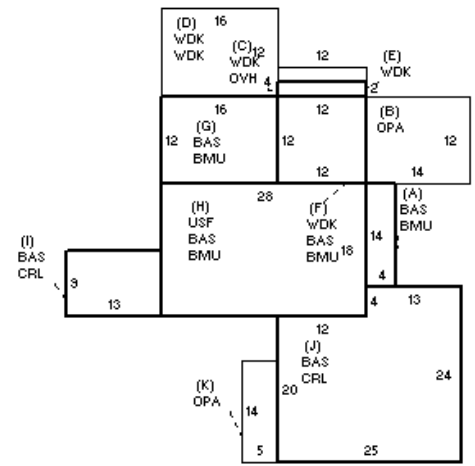 (D)
WDK
WDK
16
12
(C)
WDK
OVH
4
12
2
(E)
WDK
16
12
(G)
BAS
BMU
12
12
12
(B)
OPA
12
14
28
(H)
USF
BAS
BMU
(F)
WDK
BAS
BMU
18
14
4
(A)
BAS
BMU
(I)
BAS
CRL
9
13
4
13
12
(J)
BAS
CRL
20
24
25
(K)
OPA
14
5